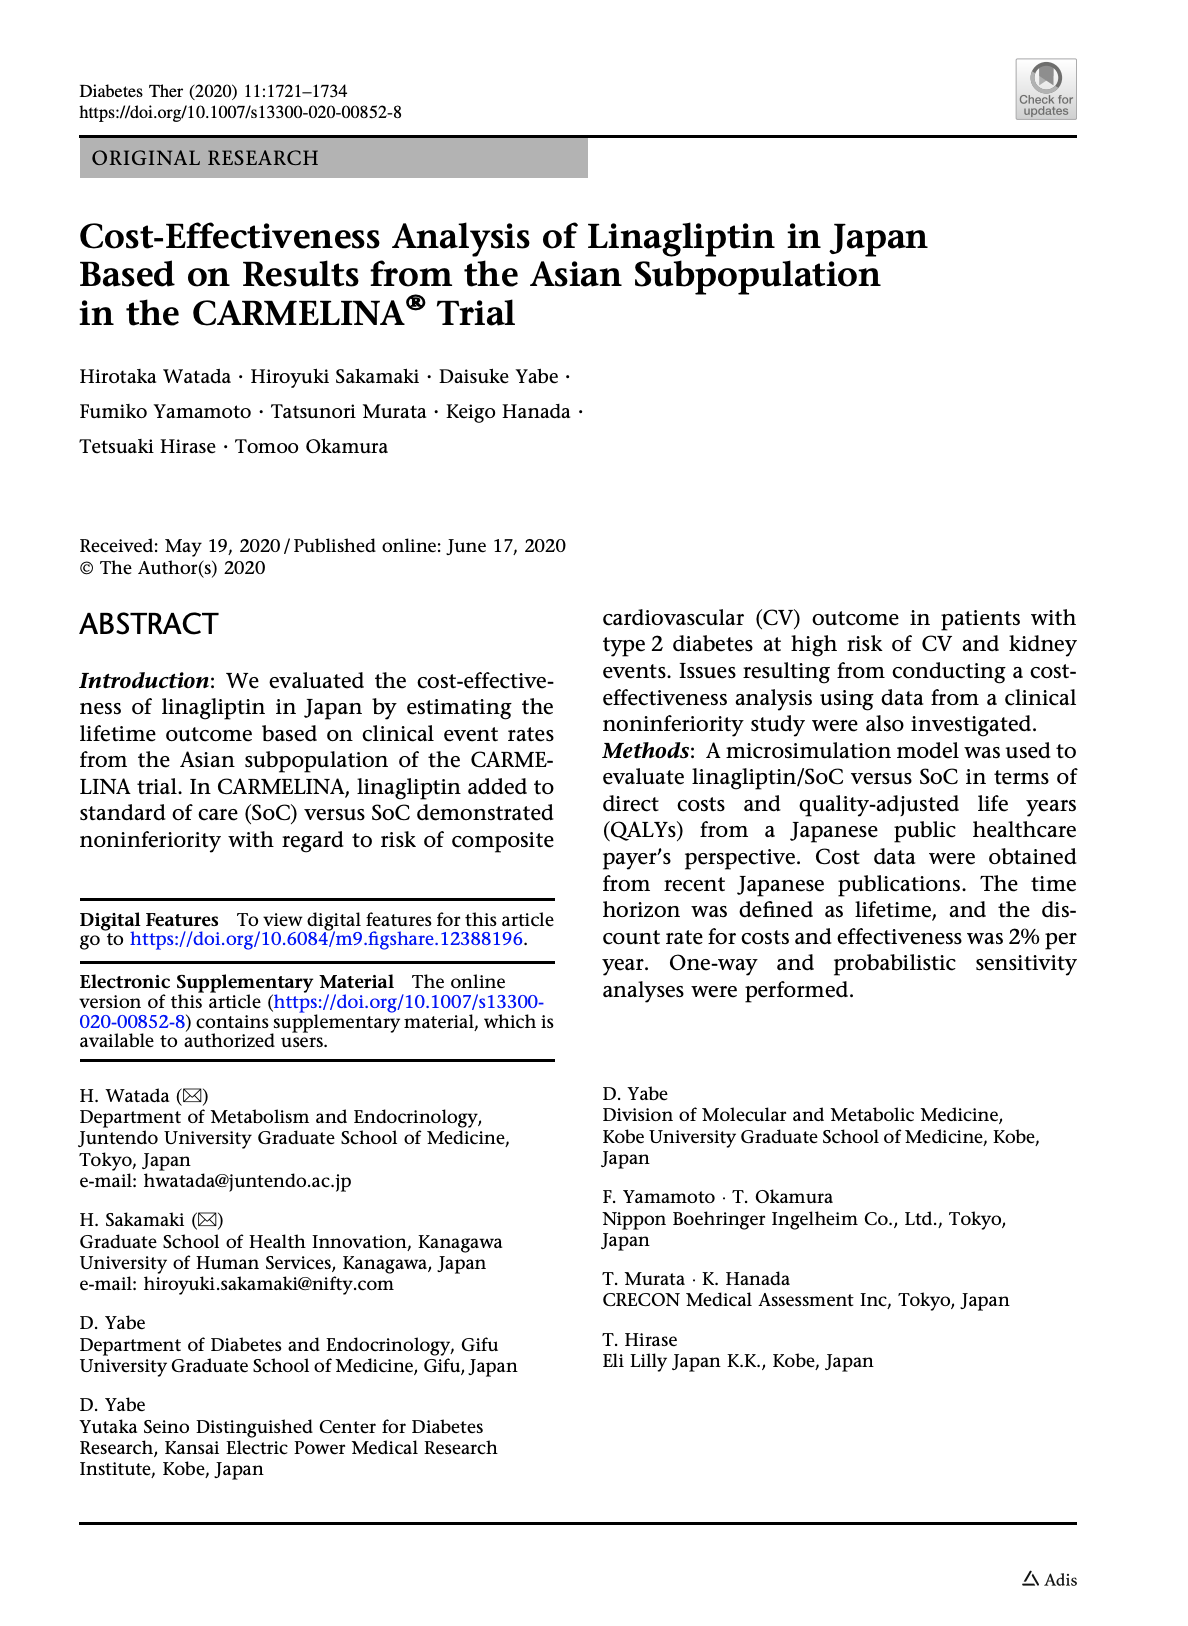 Diabetes Ther (2020) 11:1721–1734
https://doi.org/10.1007/s13300-020-00852-8
Check for
updates
ORIGINAL RESEARCH
Cost-Effectiveness Analysis of Linagliptin in Japan
Based on Results from the Asian Subpopulation
in the CARMELINA® Trial
Hirotaka Watada · Hiroyuki Sakamaki · Daisuke Yabe ·
Fumiko Yamamoto · Tatsunori Murata · Keigo Hanada ·
Tetsuaki Hirase · Tomoo Okamura
Received: May 19, 2020 / Published online: June 17, 2020
© The Author(s) 2020
ABSTRACT
Introduction: We evaluated the cost-effective-
ness of linagliptin in Japan by estimating the
lifetime outcome based on clinical event rates
from the Asian subpopulation of the CARME-
LINA trial. In CARMELINA, linagliptin added to
standard of care (SoC) versus SoC demonstrated
noninferiority with regard to risk of composite
Digital Features To view digital features for this article
go to https://doi.org/10.6084/m9.figshare.12388196.
Electronic Supplementary Material The online
version of this article (https://doi.org/10.1007/s13300-
020-00852-8) contains supplementary material, which is
available to authorized users.
H. Watada (✉)
Department of Metabolism and Endocrinology,
Juntendo University Graduate School of Medicine,
Tokyo, Japan
e-mail: hwatada@juntendo.ac.jp
H. Sakamaki (✉)
Graduate School of Health Innovation, Kanagawa
University of Human Services, Kanagawa, Japan
e-mail: hiroyuki.sakamaki@nifty.com
D. Yabe
Department of Diabetes and Endocrinology, Gifu
University Graduate School of Medicine, Gifu, Japan
D. Yabe
Yutaka Seino Distinguished Center for Diabetes
Research, Kansai Electric Power Medical Research
Institute, Kobe, Japan
cardiovascular (CV) outcome in patients with
type 2 diabetes at high risk of CV and kidney
events. Issues resulting from conducting a cost-
effectiveness analysis using data from a clinical
noninferiority study were also investigated.
Methods: A microsimulation model was used to
evaluate linagliptin/SoC versus SoC in terms of
direct costs and quality-adjusted life years
(QALYs) from a Japanese public healthcare
payer's perspective. Cost data were obtained
from recent Japanese publications. The time
horizon was defined as lifetime, and the dis-
count rate for costs and effectiveness was 2% per
year. One-way and probabilistic sensitivity
analyses were performed.
D. Yabe
Division of Molecular and Metabolic Medicine,
Kobe University Graduate School of Medicine, Kobe,
Japan
F. Yamamoto · T. Okamura
Nippon Boehringer Ingelheim Co., Ltd., Tokyo,
Japan
T. Murata · K. Hanada
CRECON Medical Assessment Inc, Tokyo, Japan
T. Hirase
Eli Lilly Japan K.K., Kobe, Japan
Adis